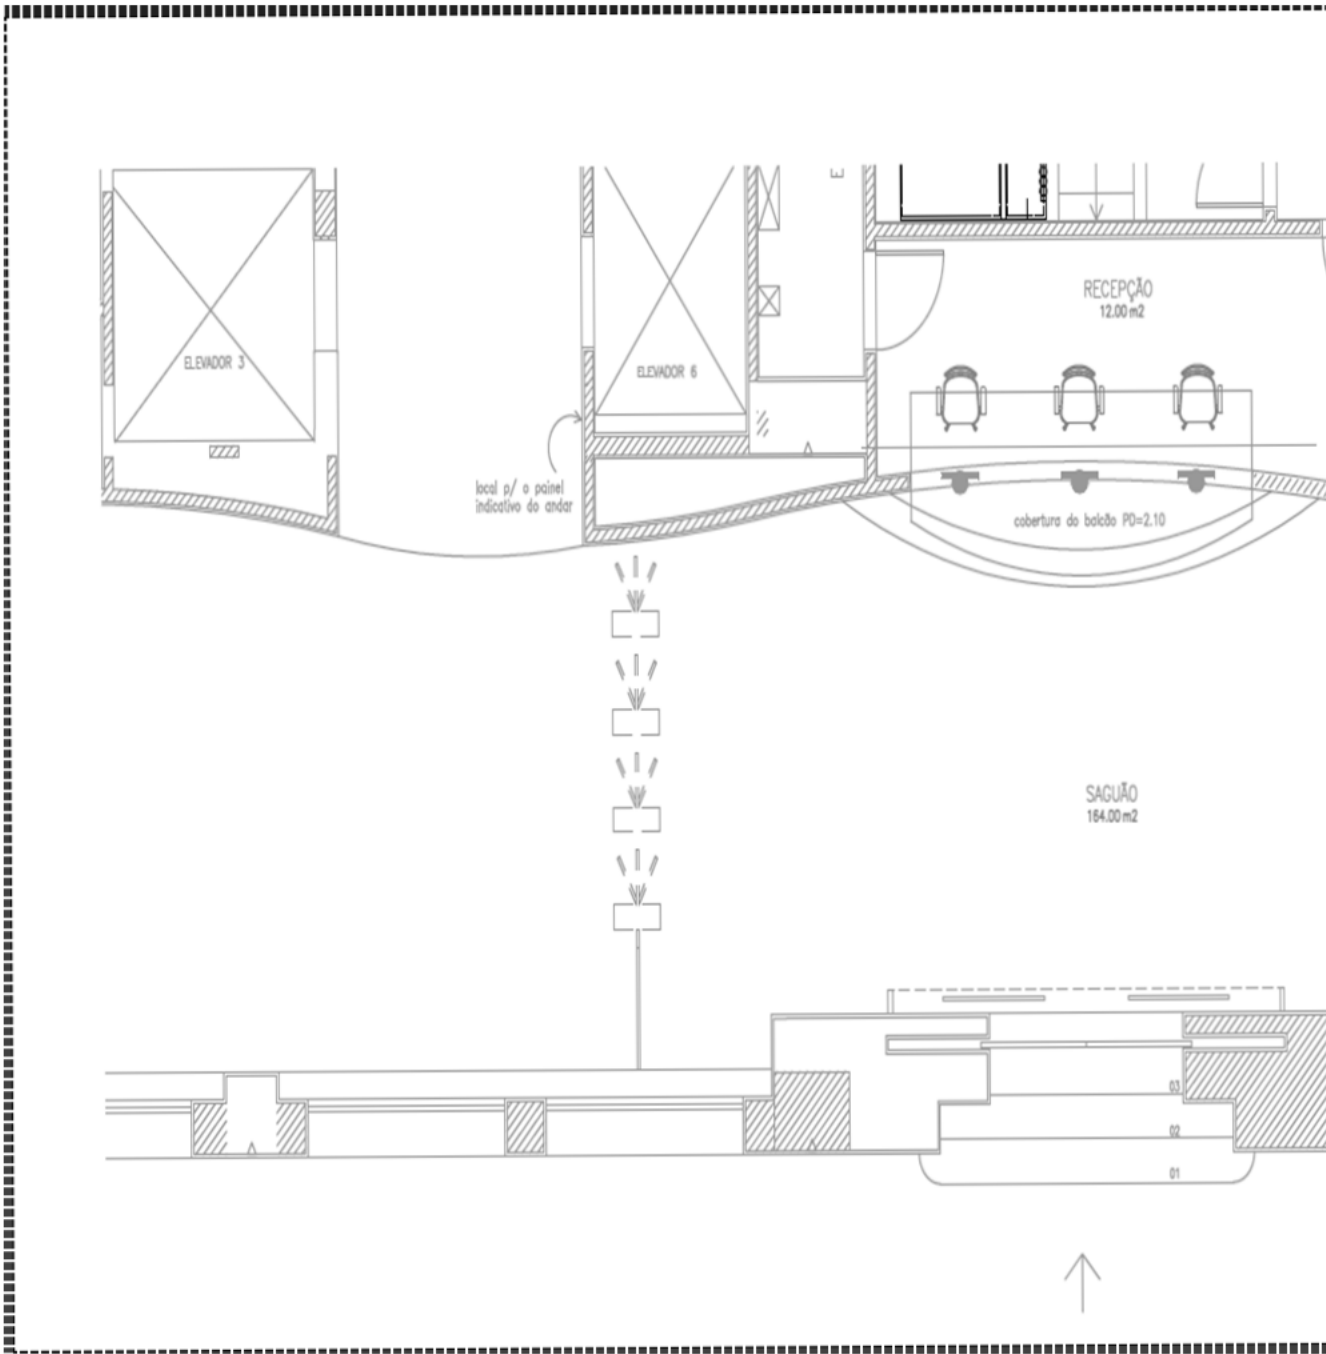 E
RECEPÇÃO
12.00 m2
ELEVADOR 3
ELEVADOR 6
local p/ o painel
indicativo do andar
cobertura do balcão PD=2.10
SAGUÃO
164.00 m2
03
02
01